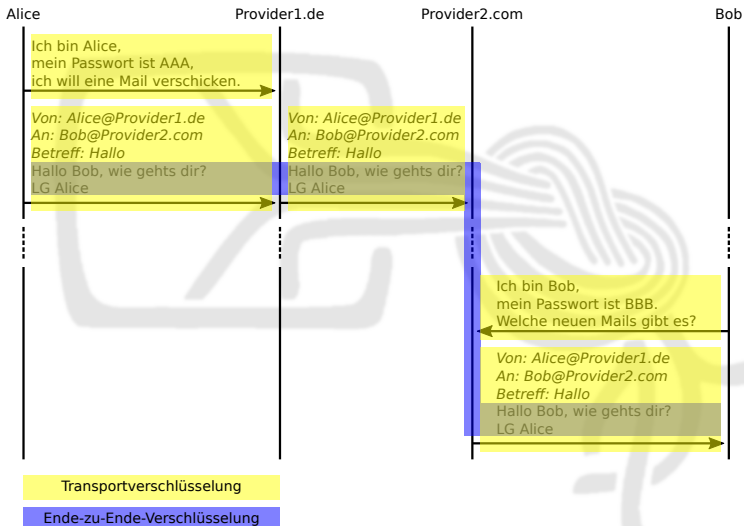 Alice Provider1.de Provider2.com Bob
Ich bin Alice,
mein Passwort ist AAA,
ich will eine Mail verschicken.
Von: Alice@Provider1.de
An: Bob@Provider2.com
Betreff: Hallo
Hallo Bob, wie gehts dir?
LG Alice
Von: Alice@Provider1.de
An: Bob@Provider2.com
Betreff: Hallo
Hallo Bob, wie gehts dir?
LG Alice
Ich bin Bob,
mein Passwort ist BBB.
Welche neuen Mails gibt es?
Von: Alice@Provider1.de
An: Bob@Provider2.com
Betreff: Hallo
Hallo Bob, wie gehts dir?
LG Alice
Transportverschlüsselung
Ende-zu-Ende-Verschlüsselung